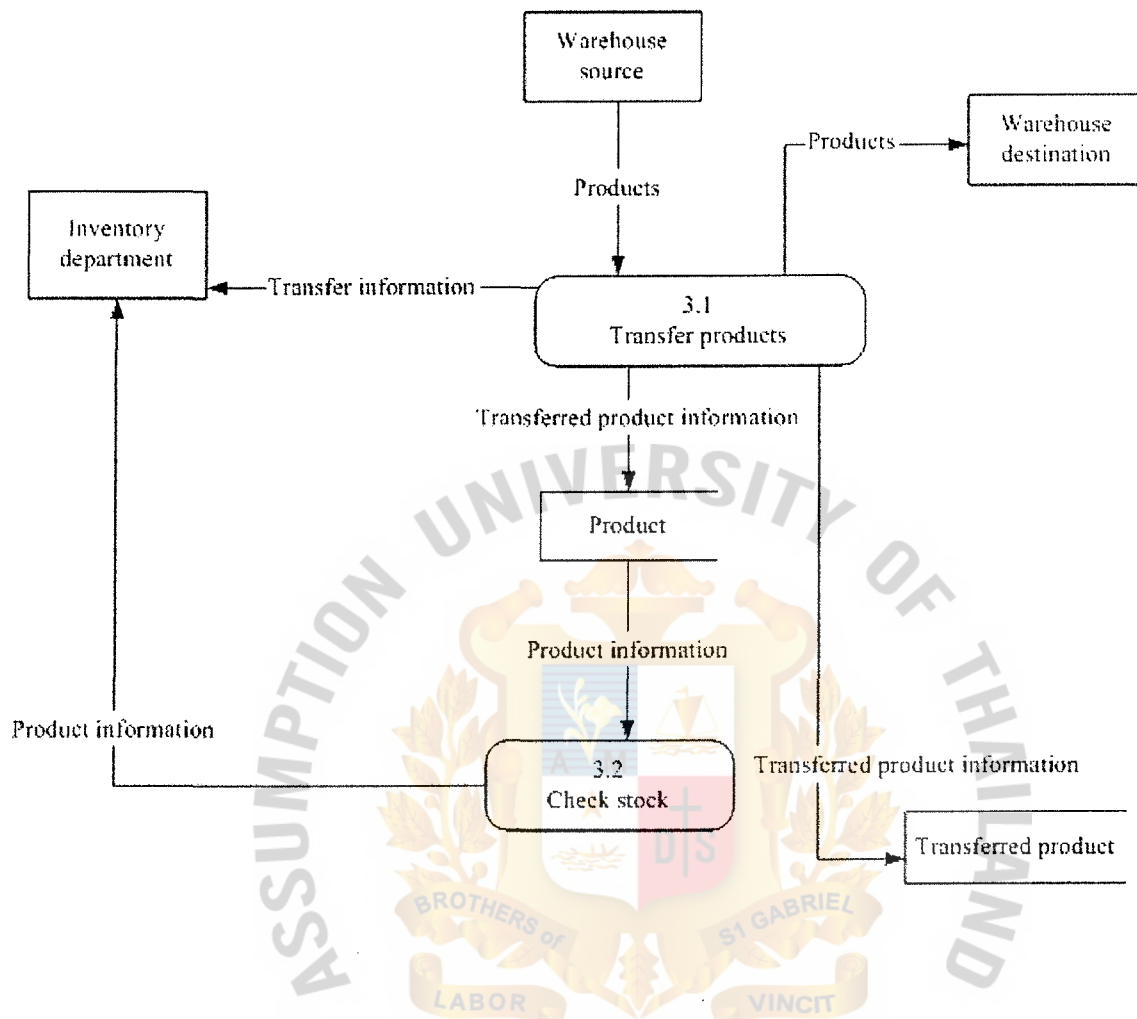 Warehouse
source
Products
Warehouse
destination
Products
Inventory
department
Transfer information
3.1
Transfer products
Transferred product information
Product
Product information
Product information
3.2
Check stock
Transferred product information
Transferred product
ASSUMPTION UNIVERSITY OF THAILAND
A M
D S
BROTHERS of
S1 GABRIEL
LABOR
VINCIT